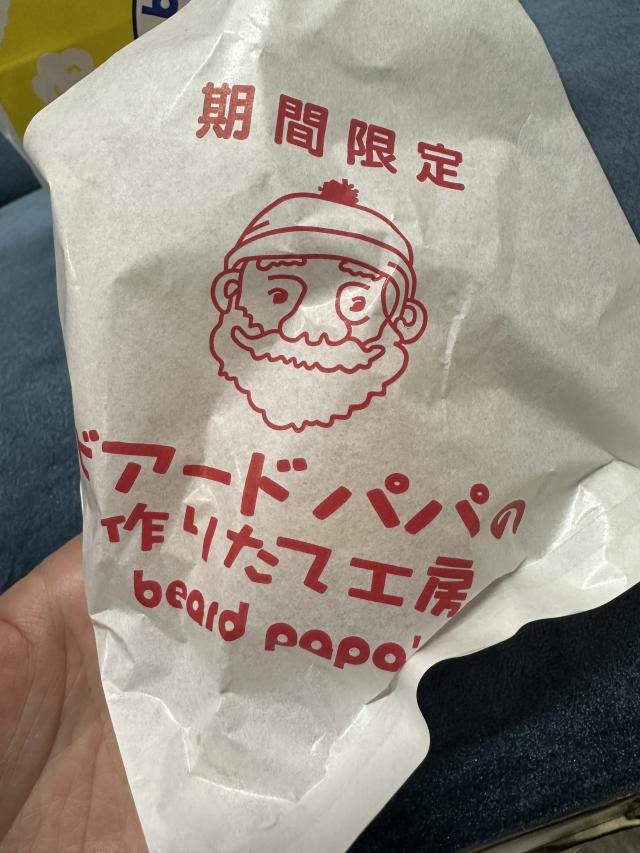 期間限定
ビアードパパの
作りたて工房
beard papa's